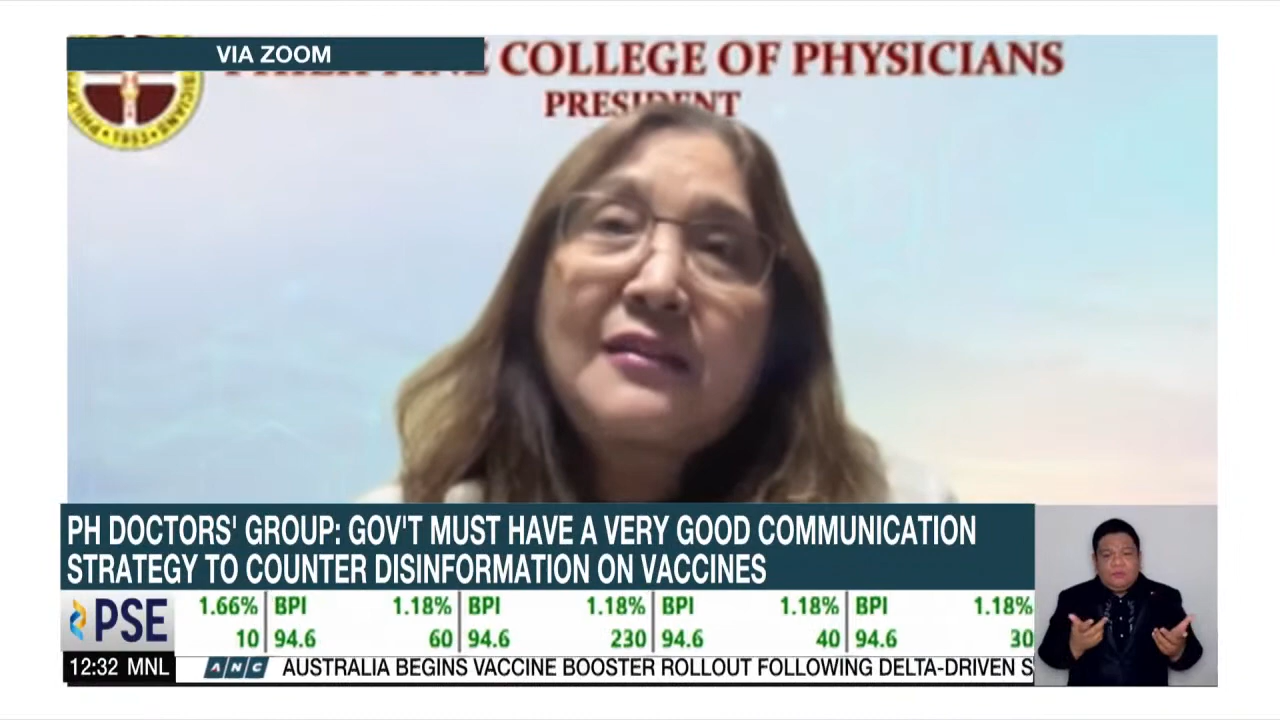 VIA ZOOM
COLLEGE OF PHYSICIANS
PRESIDENT
1953
PH DOCTORS' GROUP: GOV'T MUST HAVE A VERY GOOD COMMUNICATION
STRATEGY TO COUNTER DISINFORMATION ON VACCINES
PSE
1.66% BPI 1.18% BPI 1.18% BPI 1.18% BPI 1.18%
10 94.6 60 94.6 230 94.6 40 94.6 30
12:32 MNL ANC AUSTRALIA BEGINS VACCINE BOOSTER ROLLOUT FOLLOWING DELTA-DRIVEN S